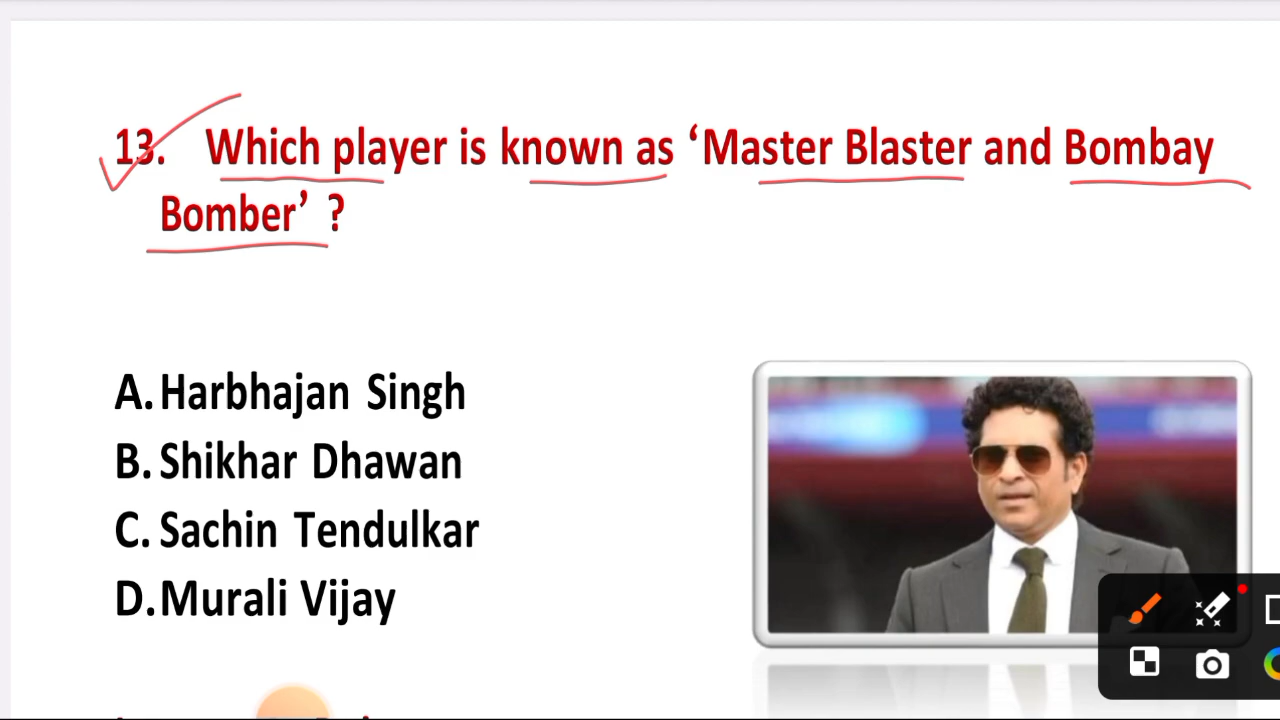 13. Which player is known as ‘Master Blaster and Bombay
Bomber’ ?
A. Harbhajan Singh
B. Shikhar Dhawan
C. Sachin Tendulkar
D. Murali Vijay